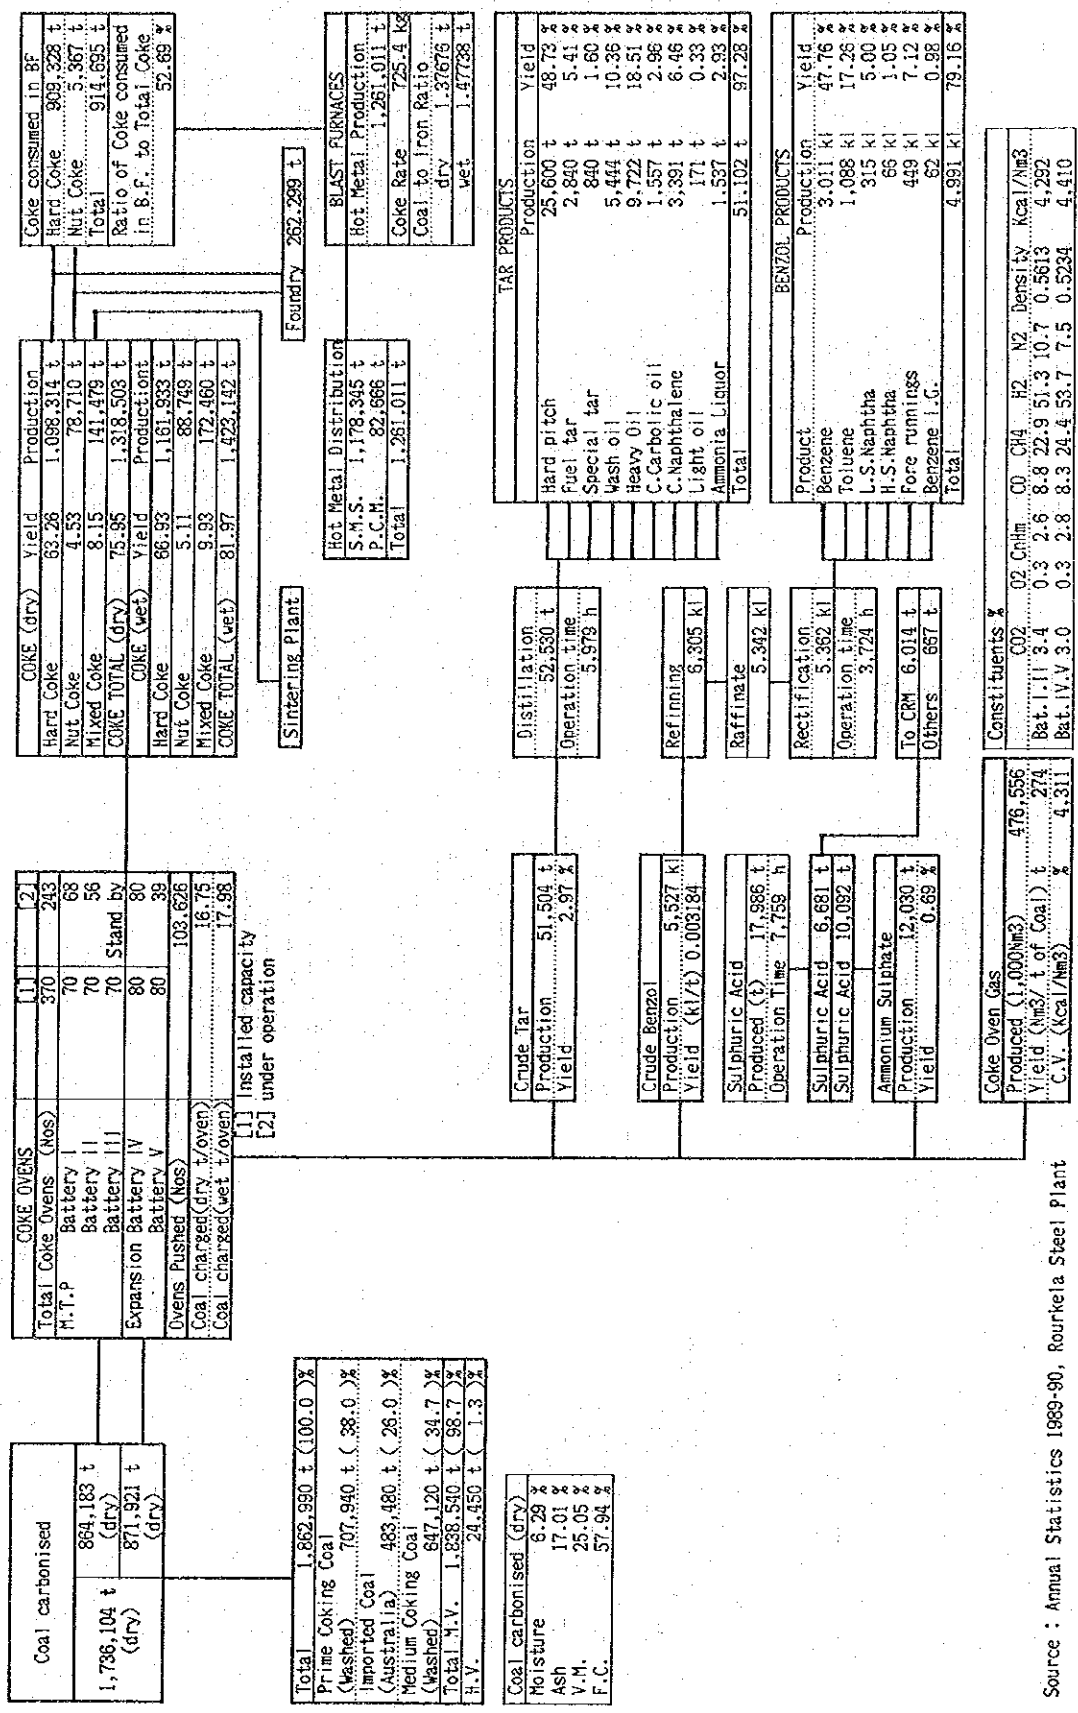 Coal carbonised
1,736,104 t
(dry)
864,183 t
(dry)
871,921 t
(dry)
Total 1,862,990 t (100.0 )%
Prime Coking Coal
(Washed) 707,940 t ( 38.0 )%
Imported Coal
(Australia) 483,480 t ( 26.0 )%
Medium Coking Coal
(Washed) 647,120 t ( 34.7 )%
Total M.V. 1,838,540 t ( 98.7 )%
H.V. 24,450 t ( 1.3 )%
Coal carbonised (dry)
Moisture 6.29 %
Ash 17.01 %
V.M. 25.05 %
F.C. 57.94 %
COKE OVENS [1] [2]
Total Coke Ovens (Nos) 370 243
M.T.P Battery I 70 68
Battery II 70 56
Battery III 70 Stand by
Expansion Battery IV 80 80
Battery V 80 39
Ovens Pushed (Nos) 103,626
Coal charged(dry t/oven) 16.75
Coal charged(wet t/oven) 17.98
[1] Installed capacity
[2] under operation
COKE (dry) Yield Production
Hard Coke 63.26 1,098,314 t
Nut Coke 4.53 78,710 t
Mixed Coke 8.15 141,479 t
COKE TOTAL (dry) 75.95 1,318,503 t
COKE (wet) Yield Productiont
Hard Coke 66.93 1,161,933 t
Nut Coke 5.11 88,749 t
Mixed Coke 9.93 172,460 t
COKE TOTAL (wet) 81.97 1,423,142 t
Sintering Plant
Foundry 262,299 t
Coke consumed in BF
Hard Coke 909,328 t
Nut Coke 5,367 t
Total 914,695 t
Ratio of Coke consumed
in B.F. to Total Coke
52.69 %
Hot Metal Distribution
S.M.S. 1,178,345 t
P.C.M. 82,666 t
Total 1,261,011 t
BLAST FURNACES
Hot Metal Production
1,261,011 t
Coke Rate 725.4 kg
Coal to Iron Ratio
dry 1.37676 t
wet 1.47738 t
Crude Tar
Production 51,504 t
Yield 2.97 %
Distillation
52,530 t
Operation time
5,979 h
TAR PRODUCTS
Production Yield
Hard pitch 25,600 t 48.73 %
Fuel tar 2,840 t 5.41 %
Special tar 840 t 1.60 %
Wash oil 5,444 t 10.36 %
Heavy Oil 9,722 t 18.51 %
C.Carbolic oil 1,557 t 2.96 %
C.Naphthalene 3,391 t 6.46 %
Light oil 171 t 0.33 %
Ammonia Liquor 1,537 t 2.93 %
Total 51,102 t 97.28 %
Crude Benzol
Production 5,527 kl
Yield (kl/t) 0.003184
Refinning
6,305 kl
Raffinate
5,342 kl
Rectification
5,362 kl
Operation time
3,724 h
BENZOL PRODUCTS
Product Production Yield
Benzene 3,011 kl 47.76 %
Toluene 1,088 kl 17.26 %
L.S.Naphtha 315 kl 5.00 %
H.S.Naphtha 66 kl 1.05 %
Fore runnings 449 kl 7.12 %
Benzene I.G. 62 kl 0.98 %
Total 4,991 kl 79.16 %
Sulphuric Acid
Produced (t) 17,986 t
Operation Time 7,759 h
Sulphuric Acid 6,681 t
Sulphuric Acid 10,092 t
To CRM 6,014 t
Others 667 t
Ammonium Sulphate
Production 12,030 t
Yield 0.69 %
Coke Oven Gas
Produced (1,000Nm3) 476,556
Yield (Nm3/ t of Coal) t 274
C.V. (Kcal/Nm3) % 4,311
Constituents %
CO2 O2 CnHm CO CH4 H2 N2 Density Kcal/Nm3
Bat.I.II 3.4 0.3 2.6 8.8 22.9 51.3 10.7 0.5613 4,292
Bat.IV.V 3.0 0.3 2.8 8.3 24.4 53.7 7.5 0.5234 4,410
Source : Annual Statistics 1989-90, Rourkela Steel Plant